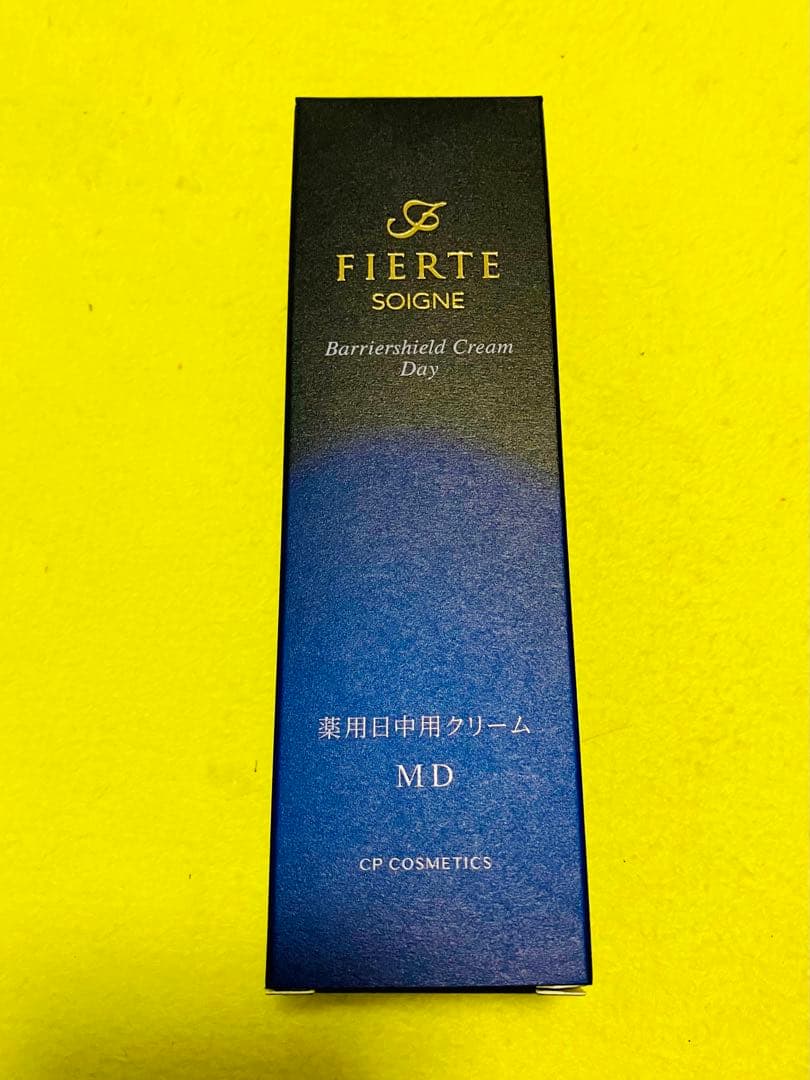 FIERTE
SOIGNE
Barriershield Cream
Day
薬用日中用クリーム
MD
CP COSMETICS